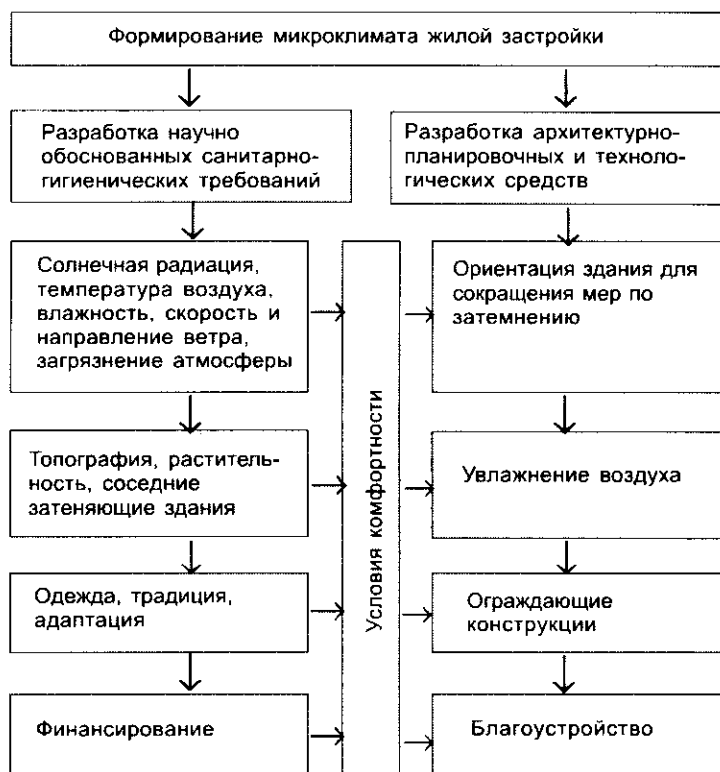 Формирование микроклимата жилой застройки
Разработка научно
обоснованных санитарно-
гигиенических требований
Разработка архитектурно-
планировочных и техноло-
гических средств
Солнечная радиация,
температура воздуха,
влажность, скорость и
направление ветра,
загрязнение атмосферы
Ориентация здания для
сокращения мер по
затемнению
Условия комфортности
Топография, раститель-
ность, соседние
затеняющие здания
Увлажнение воздуха
Одежда, традиция,
адаптация
Ограждающие
конструкции
Финансирование
Благоустройство